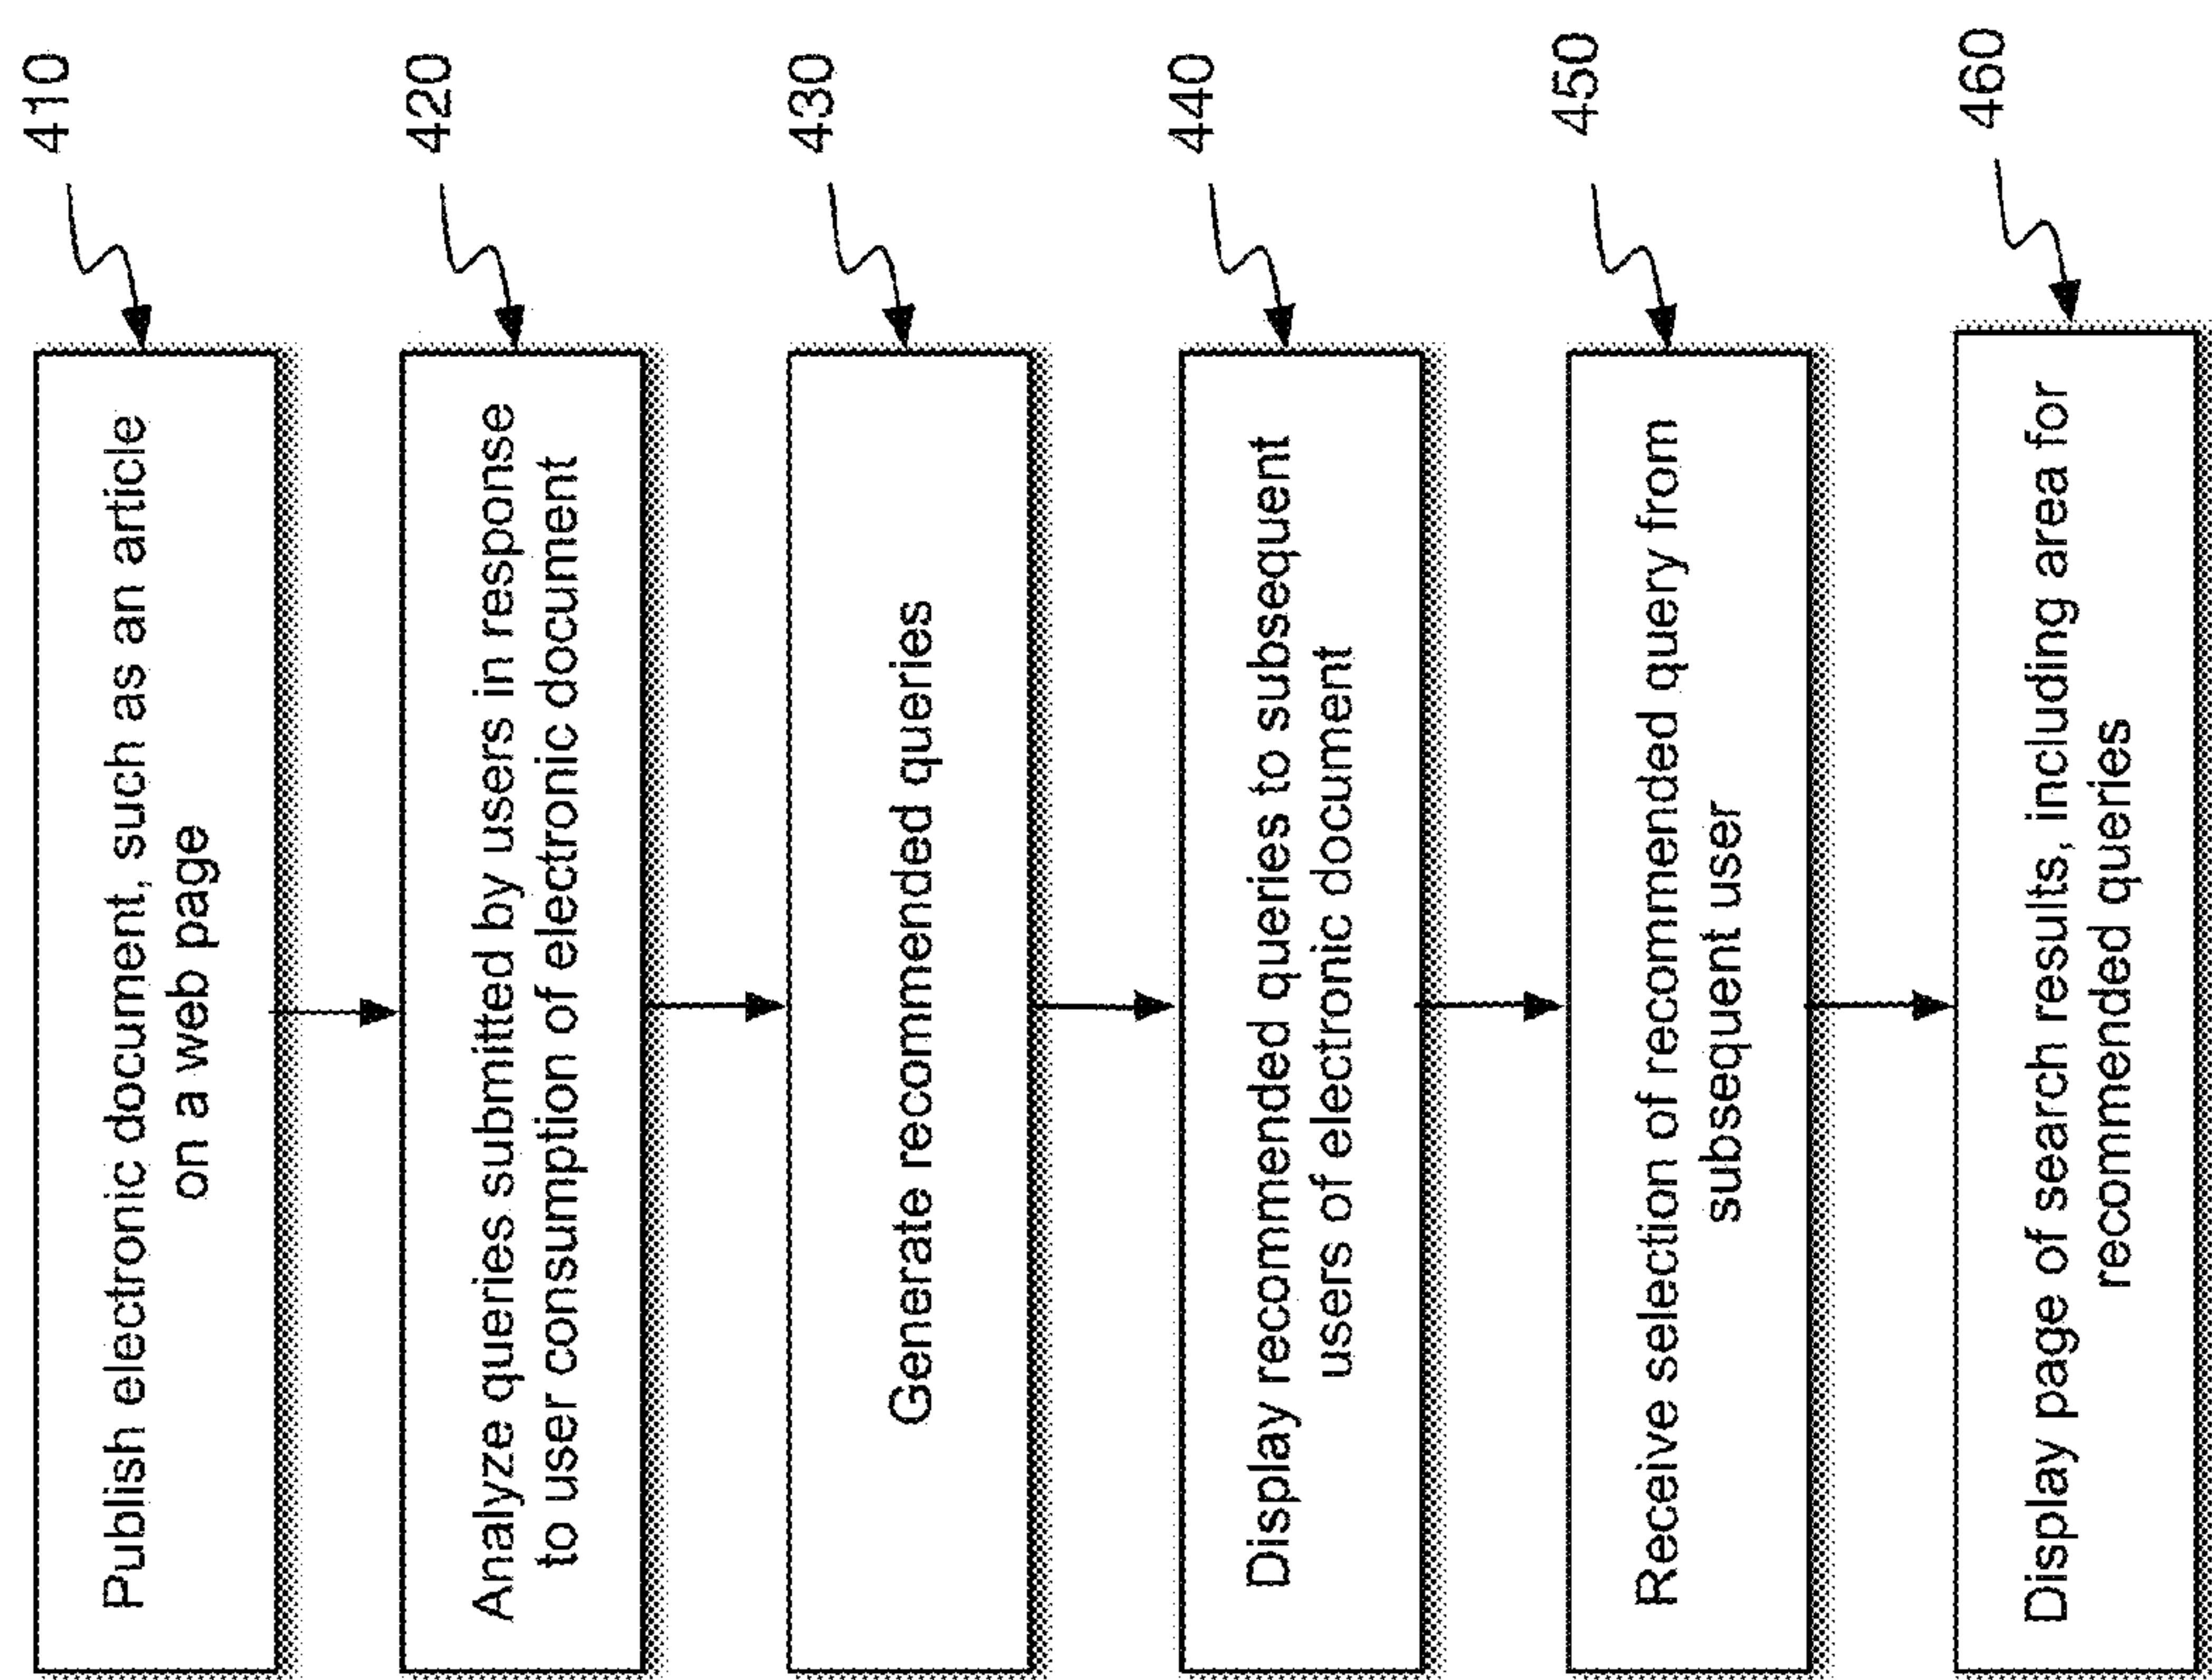 410
Publish electronic document, such as an article
on a web page
420
Analyze queries submitted by users in response
to user consumption of electronic document
430
Generate recommended queries
440
Display recommended queries to subsequent
users of electronic document
450
Receive selection of recommended query from
subsequent user
460
Display page of search results, including area for
recommended queries